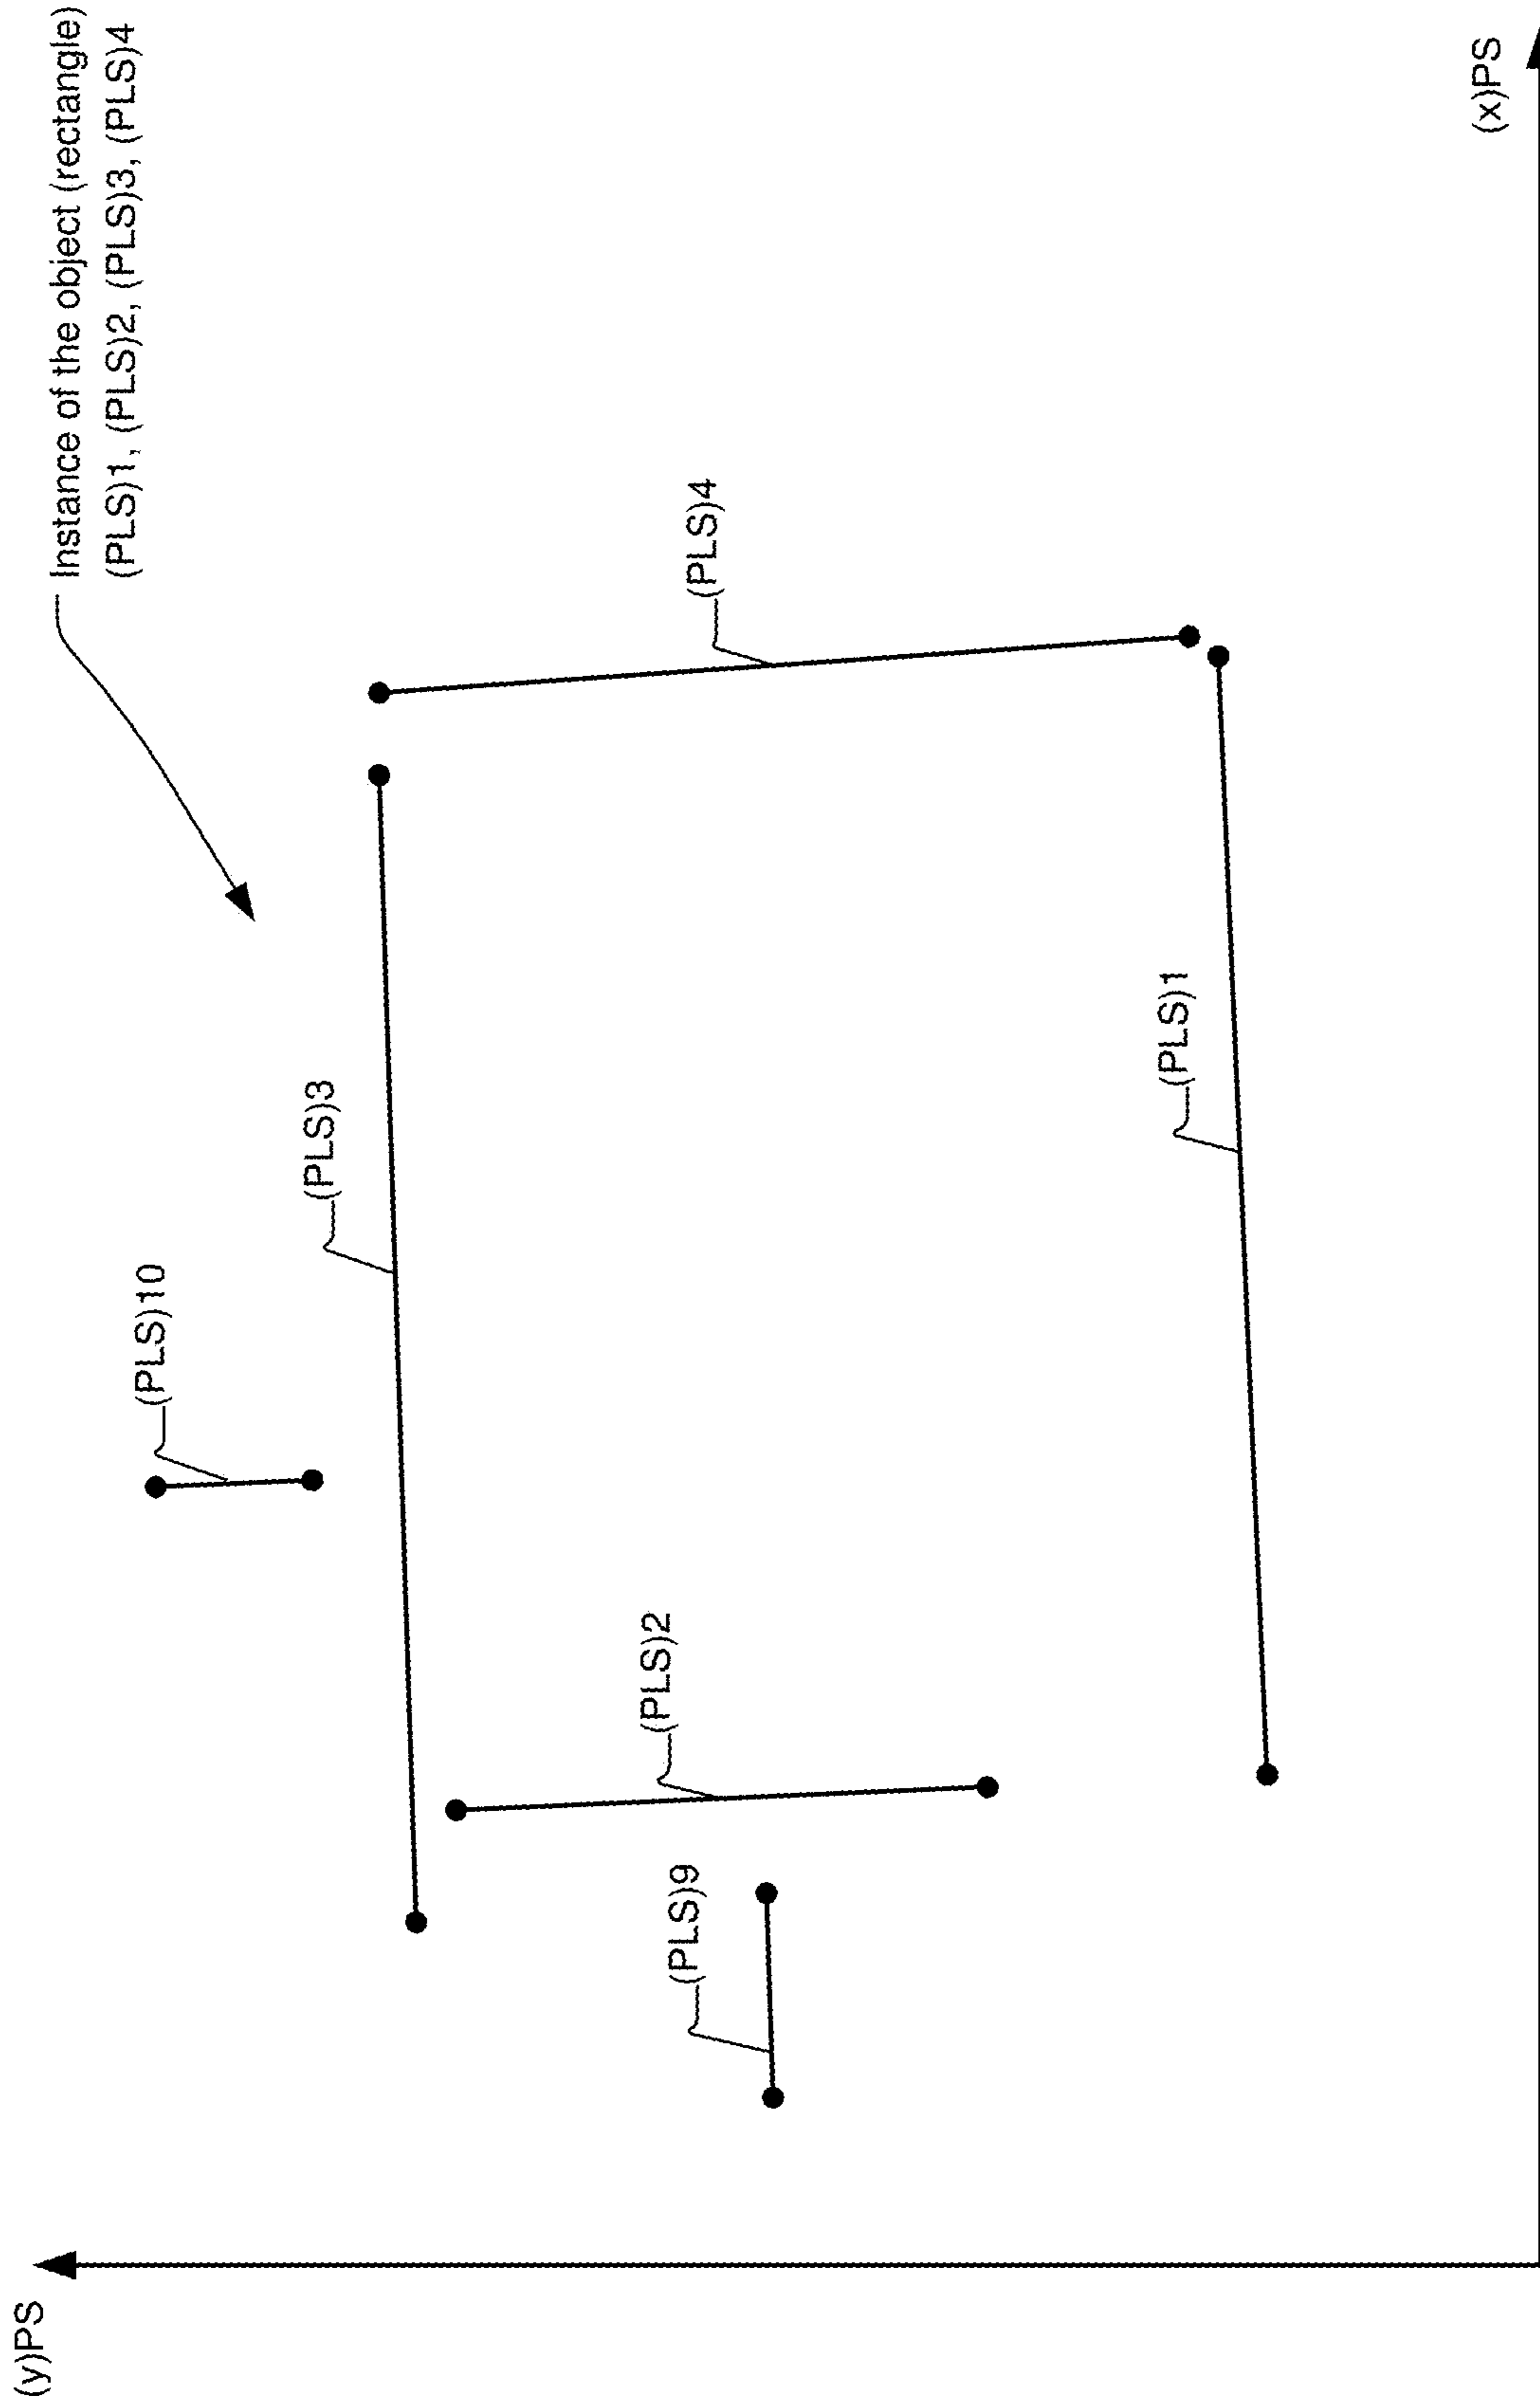 (y)PS
Instance of the object (rectangle)
(PLS)1, (PLS)2, (PLS)3, (PLS)4
(PLS)10
(PLS)3
(PLS)9
(PLS)2
(PLS)4
(PLS)1
(x)PS